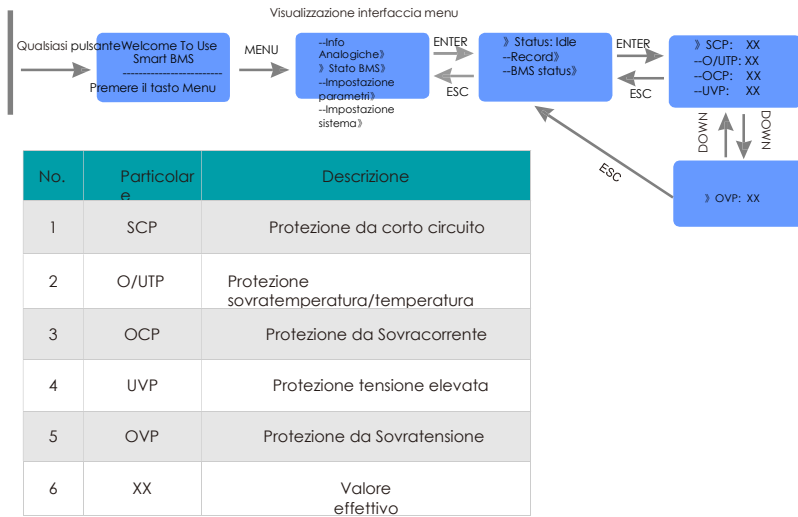 Visualizzazione interfaccia menu
Qualsiasi pulsante
Welcome To Use
Smart BMS
-------------------------
Premere il tasto Menu
MENU
--Info
Analogiche》
》Stato BMS》
--Impostazione
parametri》
--Impostazione
sistema》
ENTER
ESC
》Status: Idle
--Record》
--BMS status》
ENTER
ESC
》SCP: XX
--O/UTP: XX
--OCP: XX
--UVP: XX
DOWN
DOWN
ESC
》OVP: XX
No. Particolar
e Descrizione
1 SCP Protezione da corto circuito
2 O/UTP Protezione
sovratemperatura/temperatura
3 OCP Protezione da Sovracorrente
4 UVP Protezione tensione elevata
5 OVP Protezione da Sovratensione
6 XX Valore
effettivo